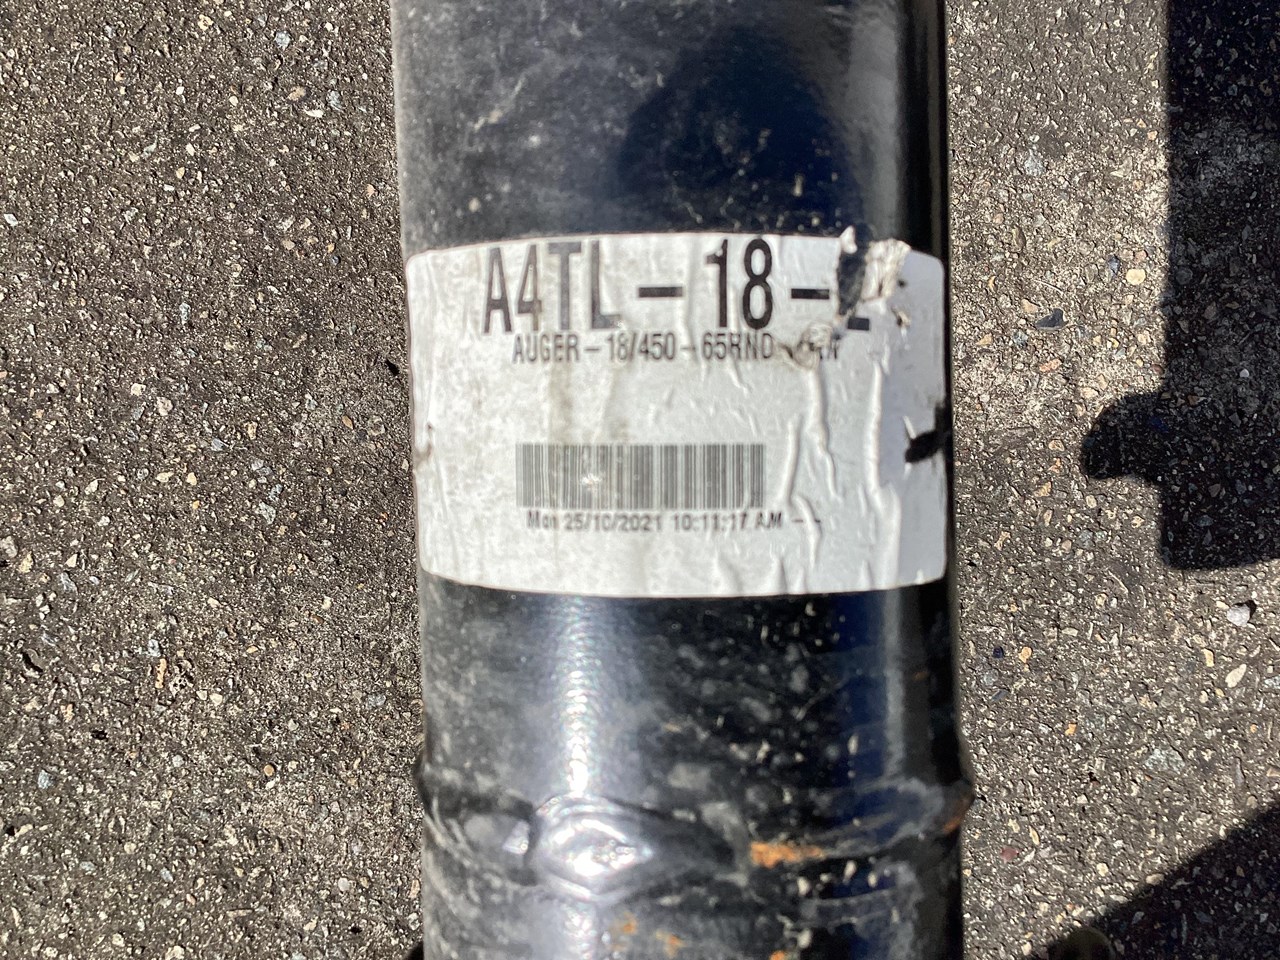 A4TL-18-
AUGER-18/450-65RND
Mon 25/10/2021 10:11:17 AM - -